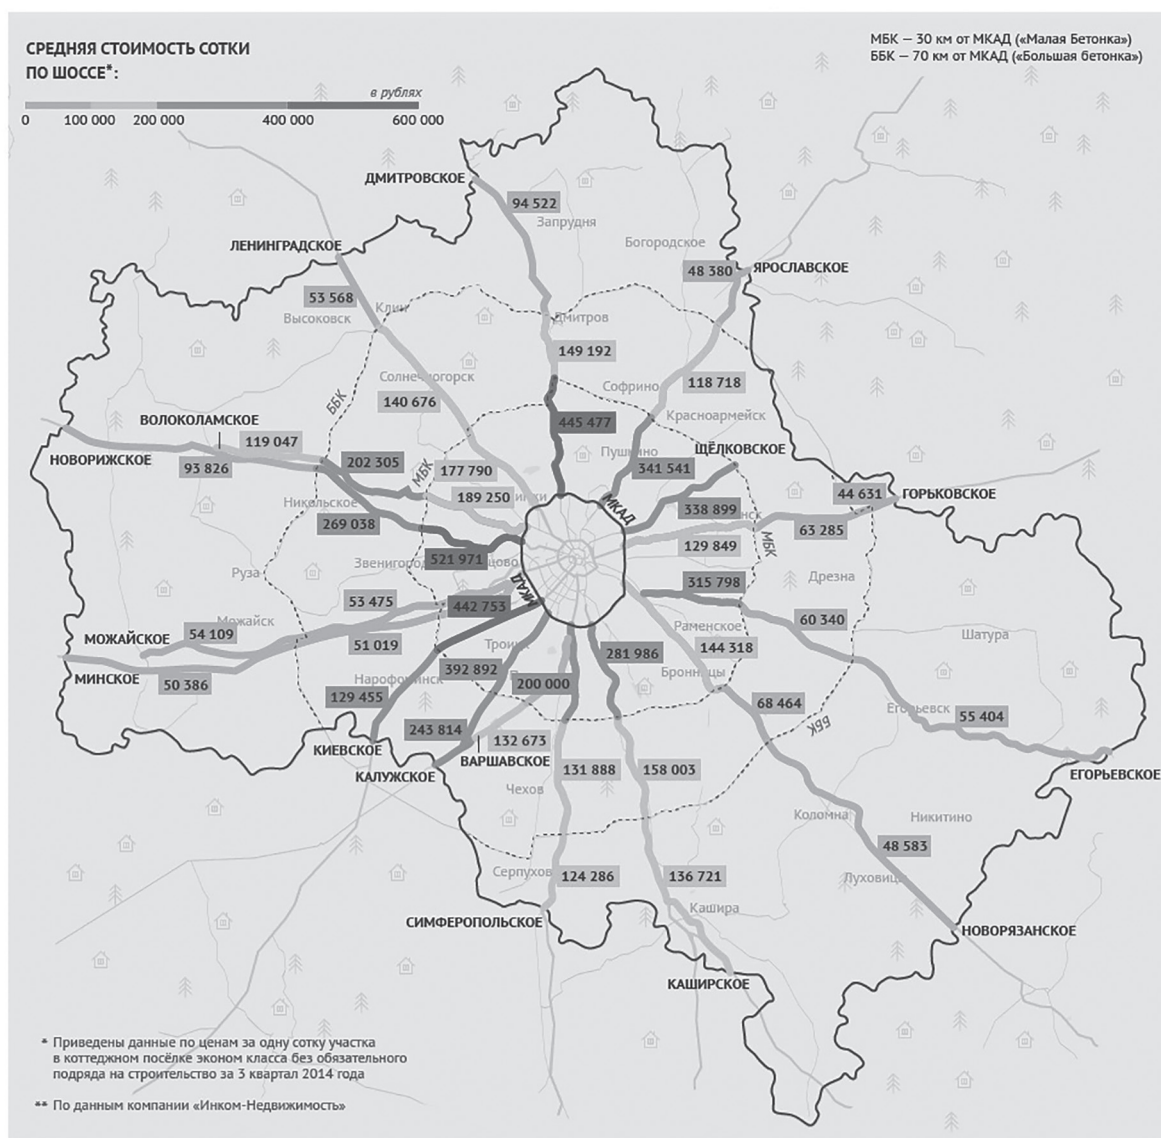 СРЕДНЯЯ СТОИМОСТЬ СОТКИ
ПО ШОССЕ*:
в рублях
0 100 000 200 000 400 000 600 000
МБК — 30 км от МКАД («Малая Бетонка»)
ББК — 70 км от МКАД («Большая бетонка»)
ДМИТРОВСКОЕ
94 522
Запрудня
Богородское
ЛЕНИНГРАДСКОЕ
48 380
ЯРОСЛАВСКОЕ
53 568
Клин
Высоковск
Дмитров
149 192
Солнечногорск
Софрино
118 718
ББК
140 676
Красноармейск
ВОЛОКОЛАМСКОЕ
445 477
119 047
НОВОРИЖСКОЕ
93 826
202 305
МБК
177 790
Пушкино
341 541
ЩЁЛКОВСКОЕ
189 250
44 631
ГОРЬКОВСКОЕ
Никольское
269 038
МКАД
338 899
63 285
129 849
МБК
Звенигород
521 971
Руза
315 798
Дрезна
МКАД
53 475
442 753
Можайск
МОЖАЙСКОЕ
54 109
51 019
Раменское
60 340
Шатура
144 318
МИНСКОЕ
50 386
281 986
392 892
Бронницы
200 000
129 455
68 464
Егорьевск
55 404
ББК
243 814
132 673
КИЕВСКОЕ
ВАРШАВСКОЕ
КАЛУЖСКОЕ
131 888
158 003
ЕГОРЬЕВСКОЕ
Чехов
Коломна
Никитино
48 583
Серпухов
124 286
136 721
Луховицы
Кашира
СИМФЕРОПОЛЬСКОЕ
НОВОРЯЗАНСКОЕ
КАШИРСКОЕ
* Приведены данные по ценам за одну сотку участка
в коттеджном посёлке эконом класса без обязательного
подряда на строительство за 3 квартал 2014 года
** По данным компании «Инком-Недвижимость»